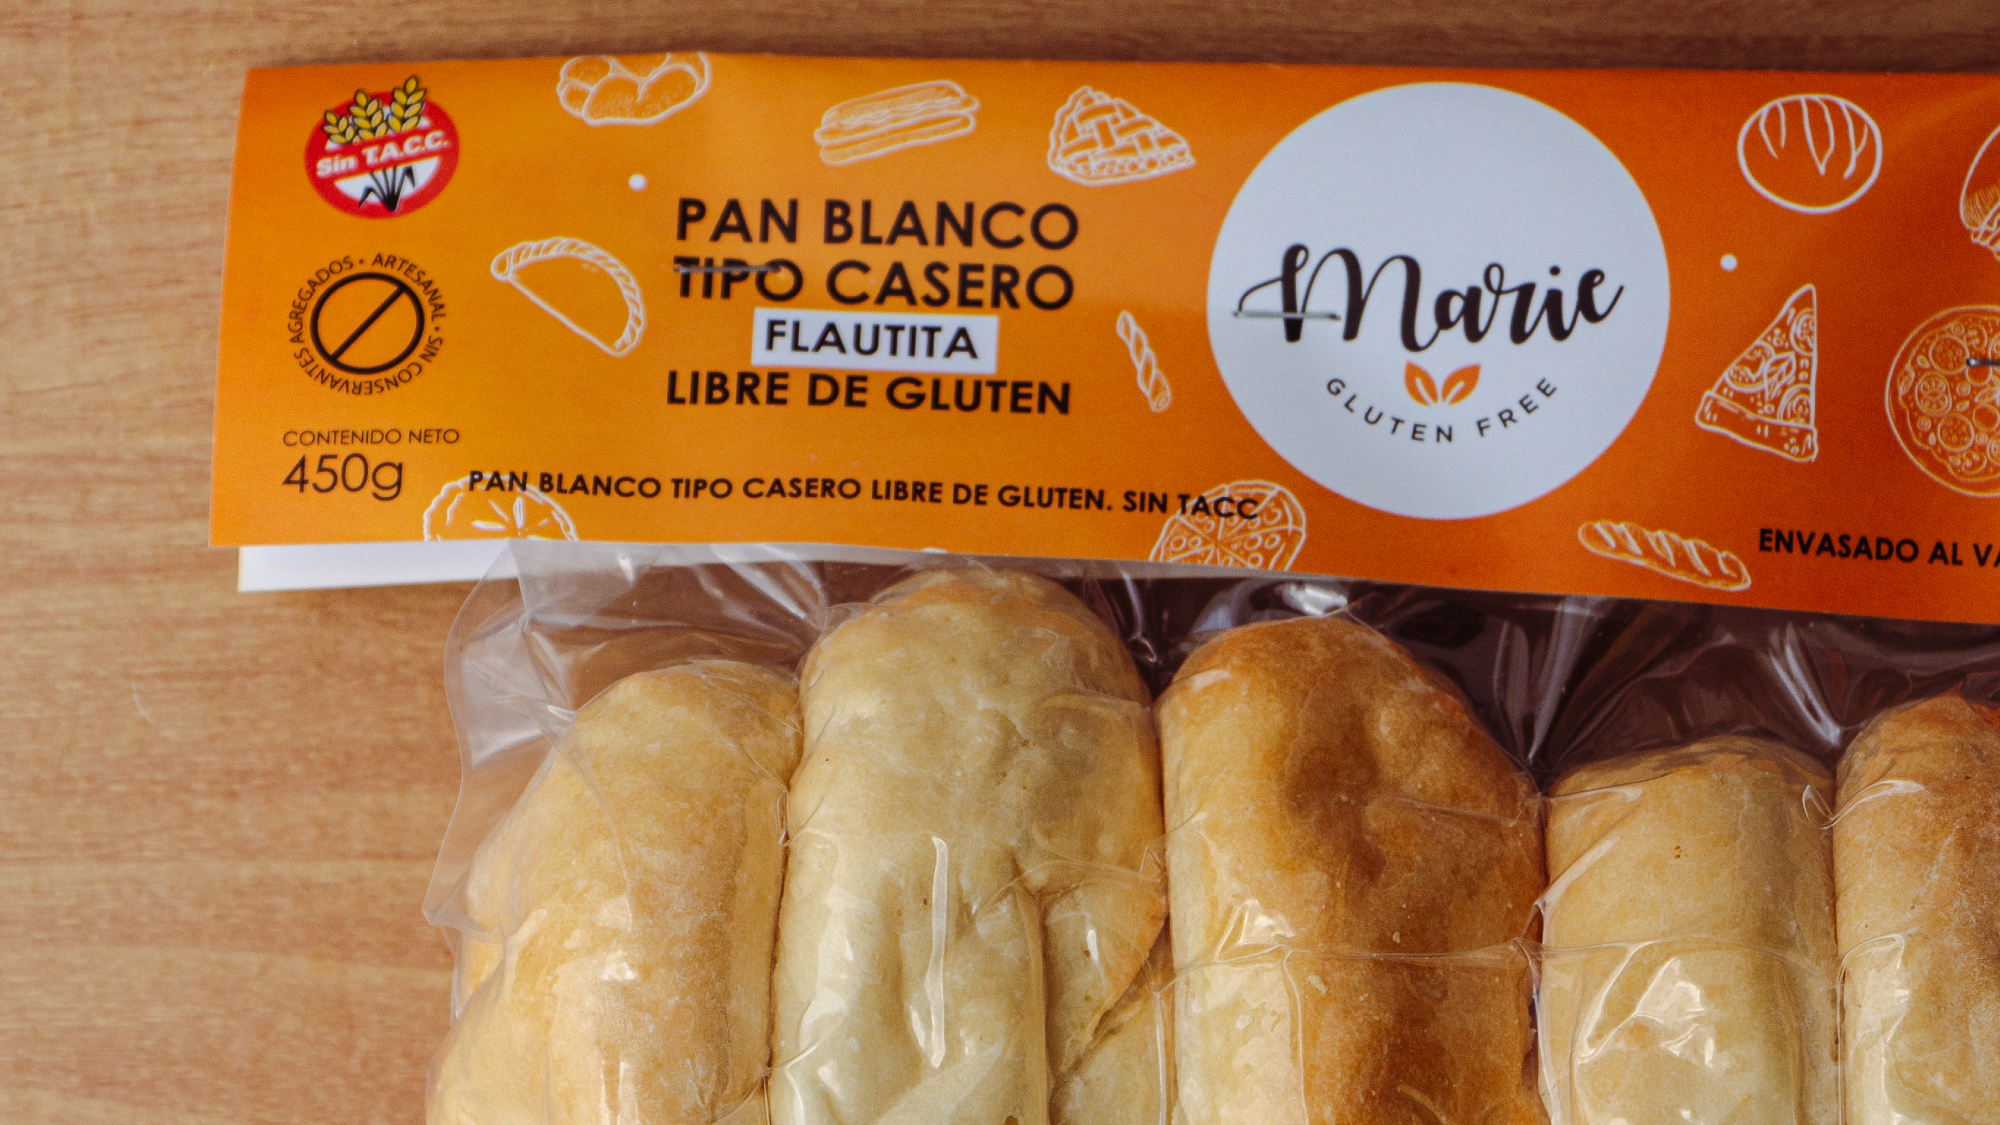 Sin T.A.C.C.
ARTESANAL • SIN CONSERVANTES AGREGADOS •
CONTENIDO NETO
450g
PAN BLANCO
TIPO CASERO
FLAUTITA
LIBRE DE GLUTEN
PAN BLANCO TIPO CASERO LIBRE DE GLUTEN. SIN TACC
Marie
GLUTEN FREE
ENVASADO AL